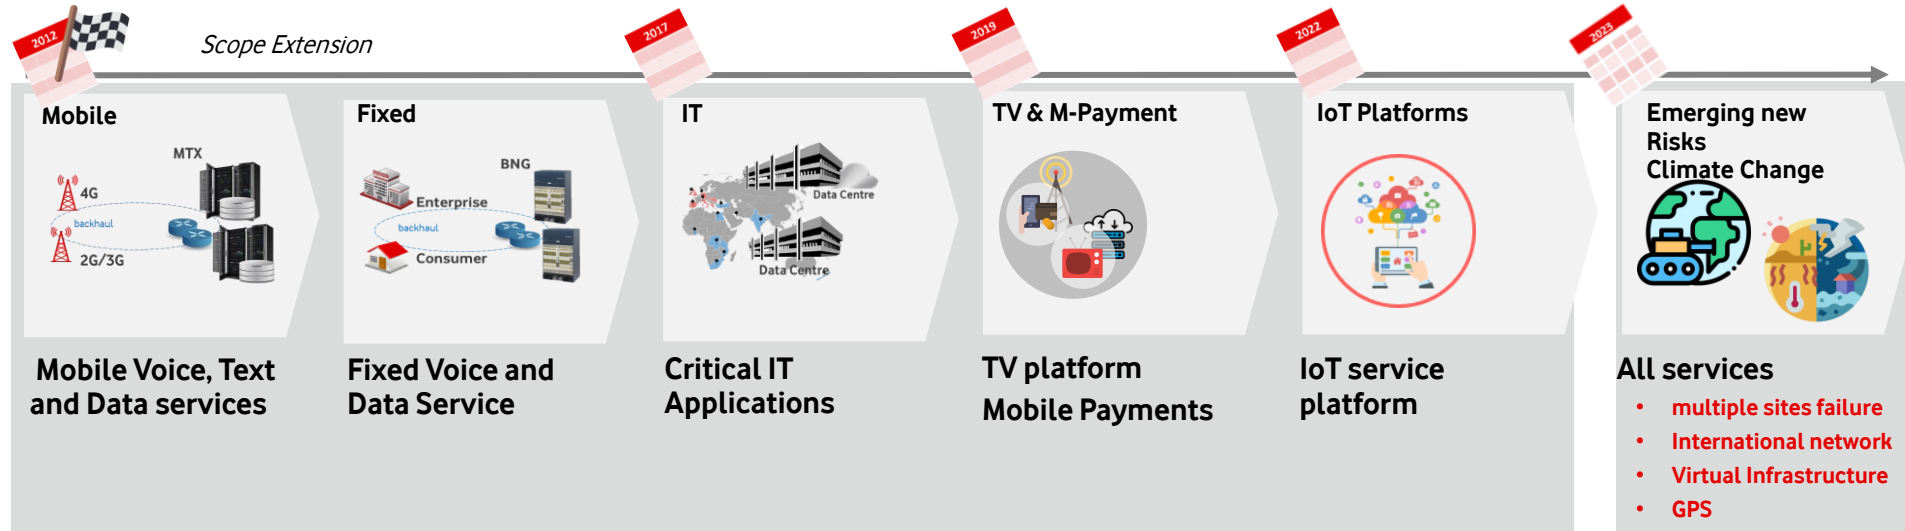 2012
Scope Extension
2017
2019
2022
2023
Mobile
MTX
4G
backhaul
2G/3G
Mobile Voice, Text
and Data services
Fixed
BNG
Enterprise
backhaul
Consumer
Fixed Voice and
Data Service
IT
Data Centre
Data Centre
Critical IT
Applications
TV & M-Payment
TV platform
Mobile Payments
IoT Platforms
IoT service
platform
Emerging new
Risks
Climate Change
All services
• multiple sites failure
• International network
• Virtual Infrastructure
• GPS